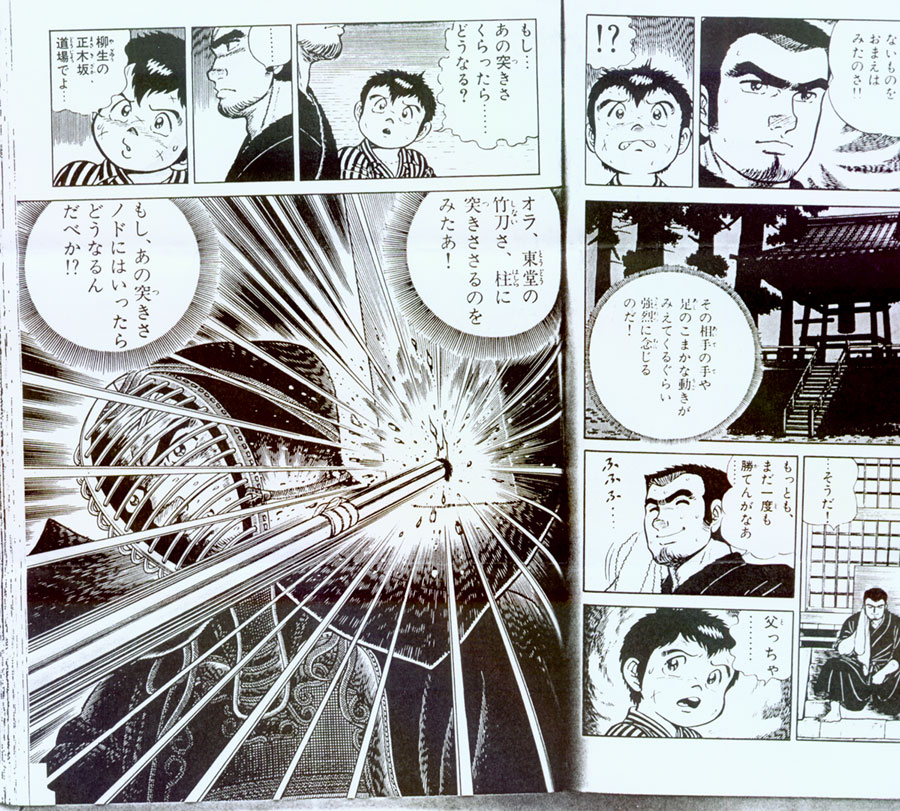 ないものを
おまえは
みたのさ!!
!?
その相手の手や
足のこまかな動きが
みえてくるぐらい
強烈に念じる
のだ!
……そうだ!
もっとも、
まだ一度も
勝てんがなあ
……
ふふふ……
父っちゃ
………
もし…
あの突きさ
くらったら……
どうなる?
柳生の
正木坂
道場でよ…
オラ、東堂の
竹刀さ、柱に
突きささるのを
みたあ!
もし、あの突きさ
ノドにはいったら
どうなるん
だべか!?